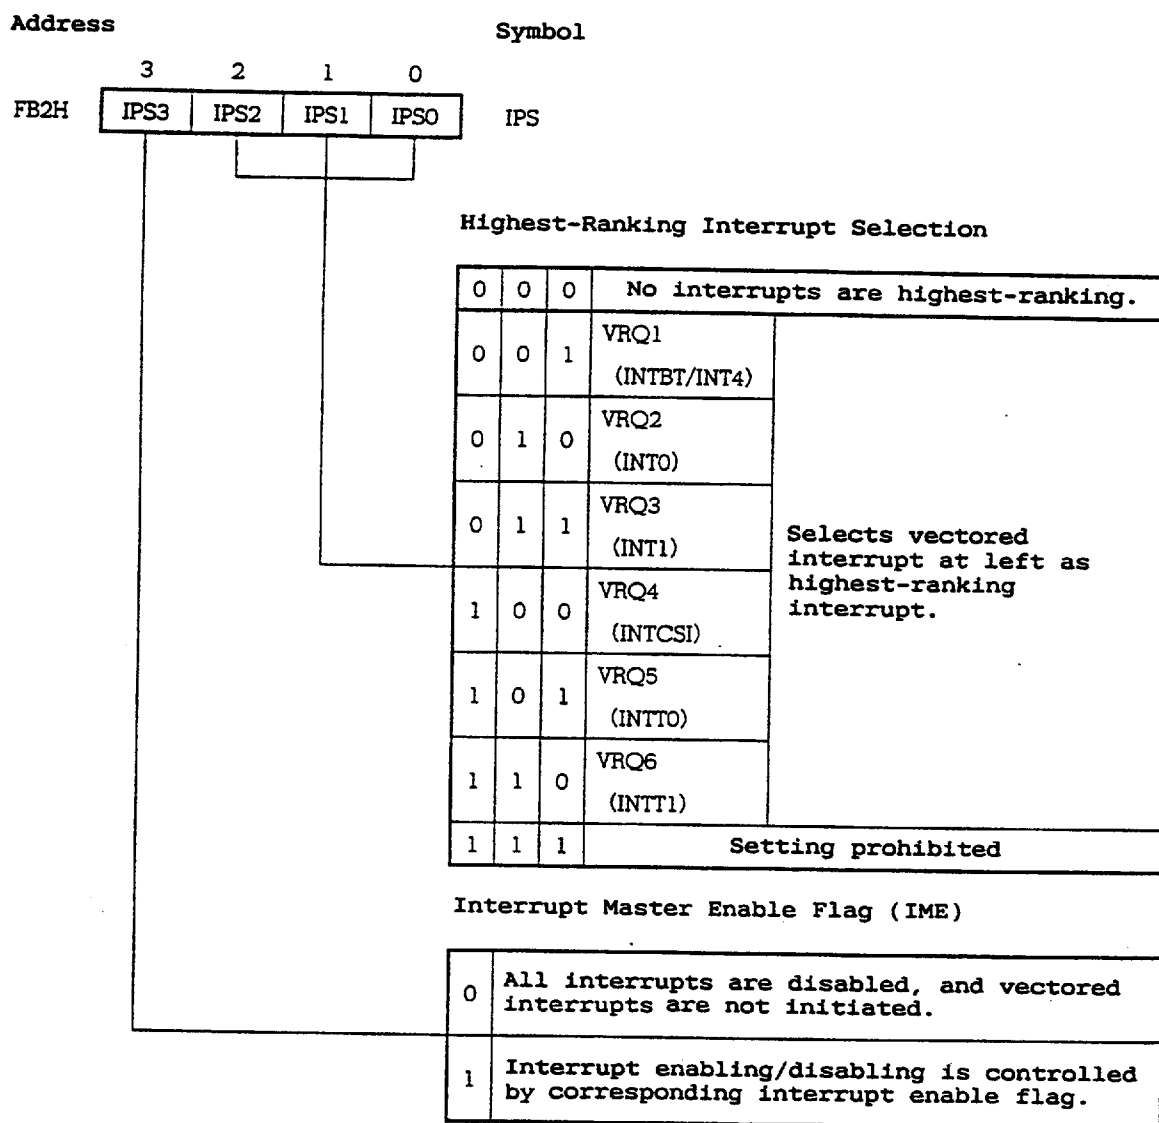 Address Symbol
3 2 1 0
FB2H IPS3 IPS2 IPS1 IPS0 IPS
Highest-Ranking Interrupt Selection
0 0 0 No interrupts are highest-ranking.
0 0 1 VRQ1
(INTBT/INT4)
0 1 0 VRQ2
(INT0)
0 1 1 VRQ3
(INT1)
1 0 0 VRQ4
(INTCSI)
1 0 1 VRQ5
(INTT0)
1 1 0 VRQ6
(INTT1)
Selects vectored
interrupt at left as
highest-ranking
interrupt.
1 1 1 Setting prohibited
Interrupt Master Enable Flag (IME)
0 All interrupts are disabled, and vectored
interrupts are not initiated.
1 Interrupt enabling/disabling is controlled
by corresponding interrupt enable flag.